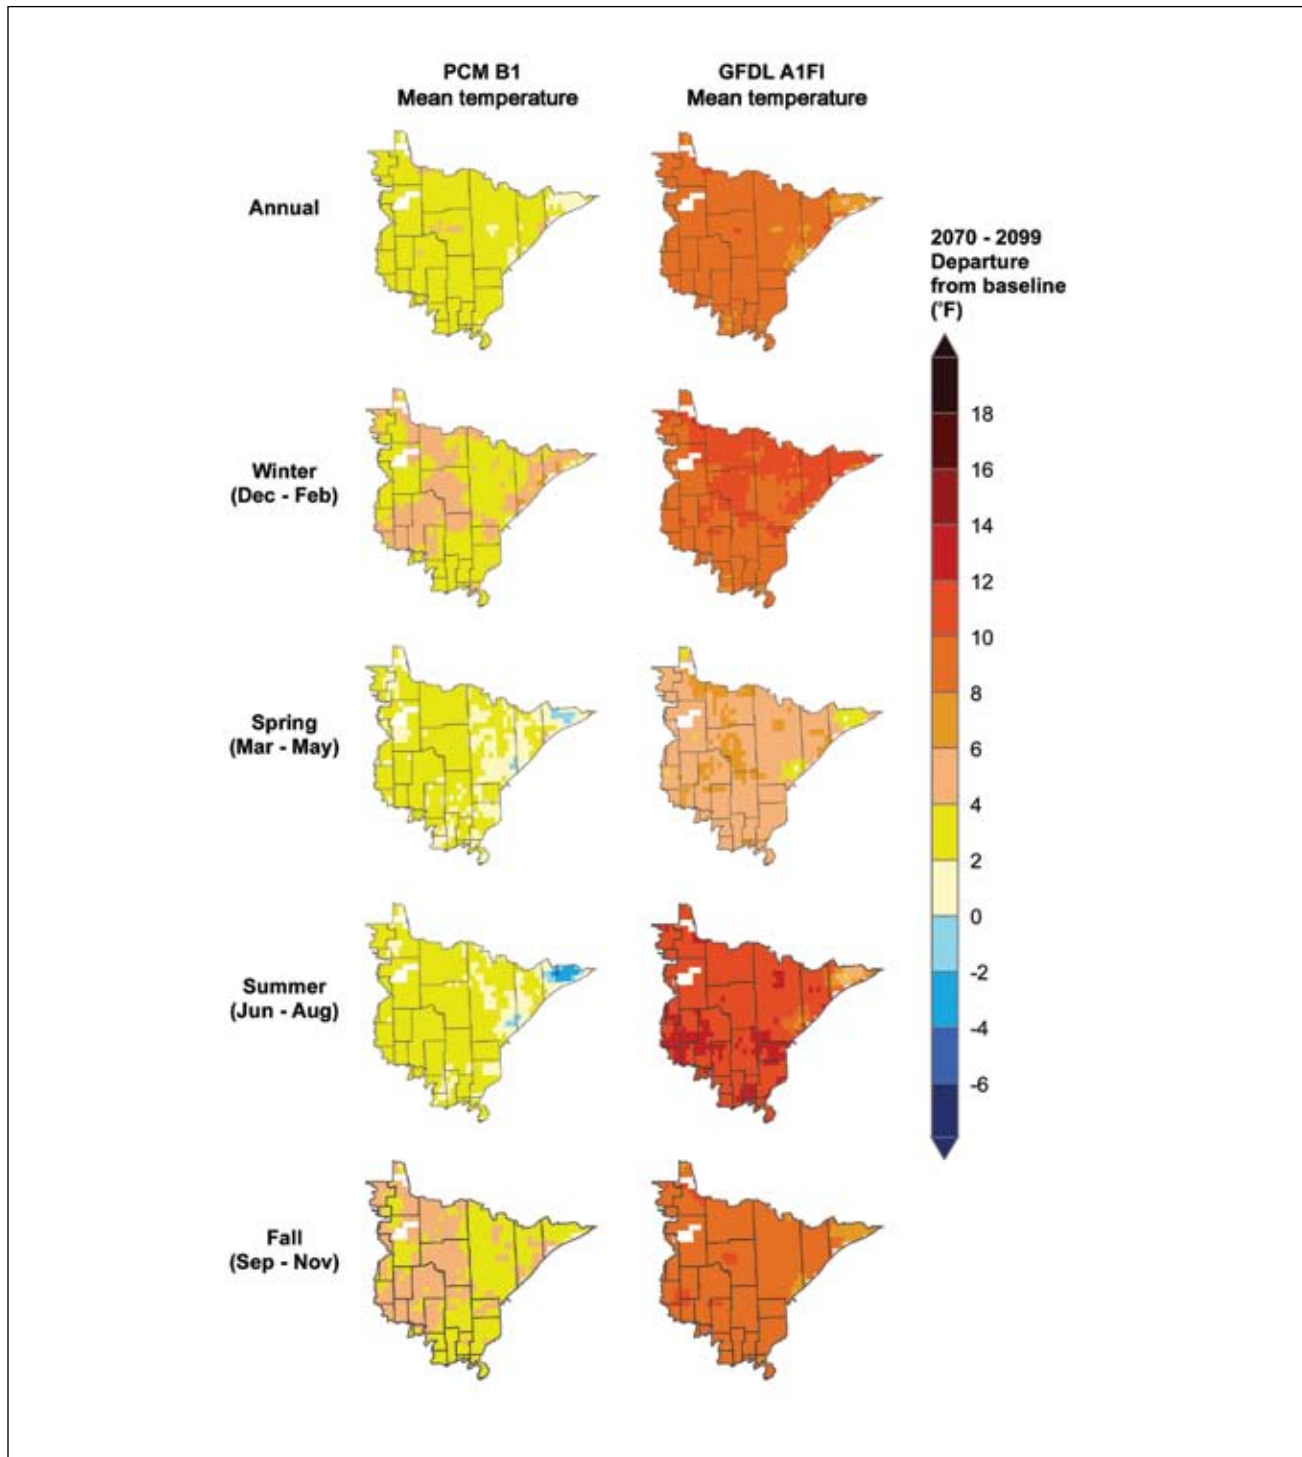 PCM B1
Mean temperature
GFDL A1FI
Mean temperature
Annual
2070 - 2099
Departure
from baseline
(°F)
18
16
14
12
10
8
6
4
2
0
-2
-4
-6
Winter
(Dec - Feb)
Spring
(Mar - May)
Summer
(Jun - Aug)
Fall
(Sep - Nov)